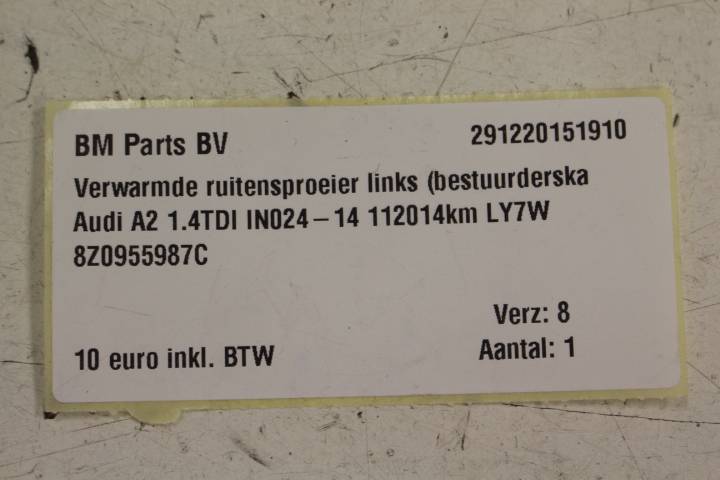 BM Parts BV 291220151910
Verwarmde ruitensproeier links (bestuurderska
Audi A2 1.4TDI IN024-14 112014km LY7W
8Z0955987C
Verz: 8
10 euro inkl. BTW Aantal: 1